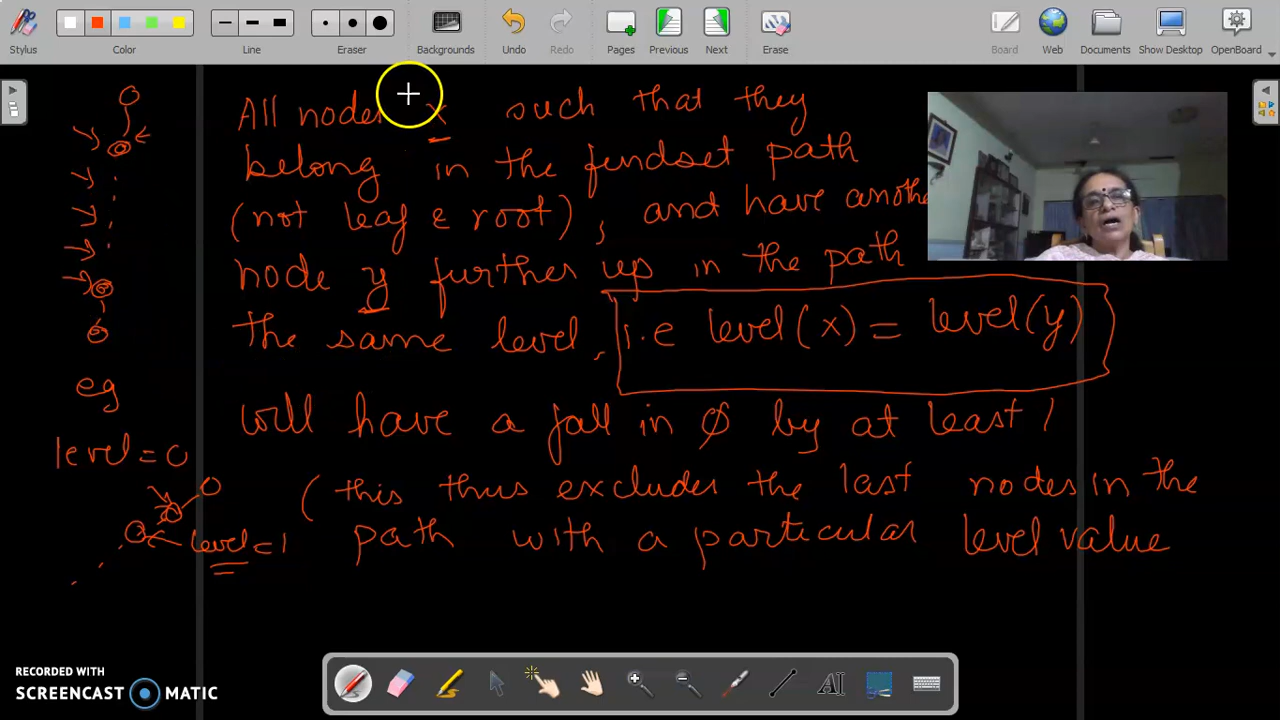 Stylus
Color
Line
Eraser
Backgrounds
Undo
Redo
Pages
Previous
Next
Erase
Board
Web
Documents
Show Desktop
OpenBoard
All nodes x such that they
belong in the findset path
(not leaf & root), and have anothe
node y further up in the path
the same level, i.e level(x) = level(y)
will have a fall in φ by at least 1
(this thus excludes the last nodes in the
path with a particular level value
eg
level = 0
level = 1
RECORDED WITH
SCREENCAST MATIC